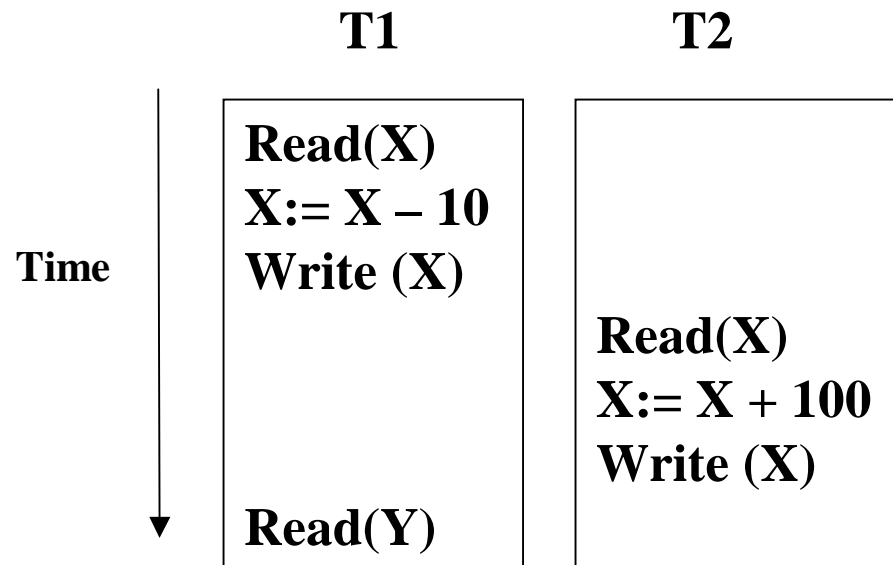 T1
T2
Time
Read(X)
X:= X – 10
Write (X)
Read(X)
X:= X + 100
Write (X)
Read(Y)